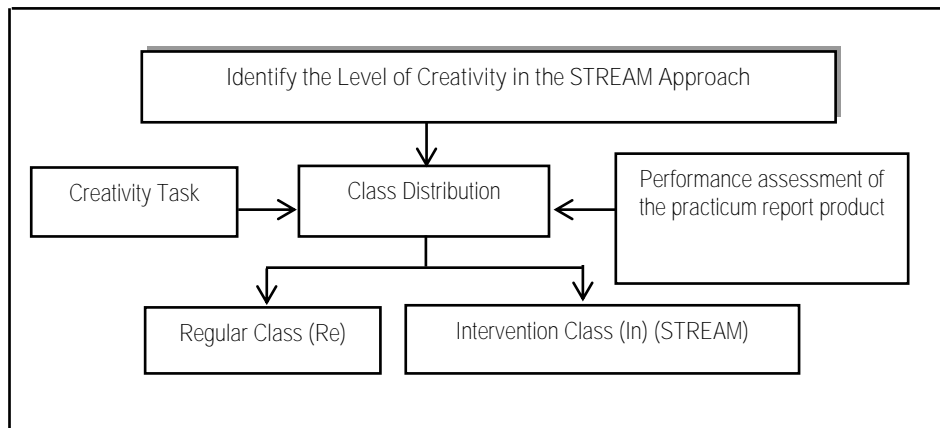 Identify the Level of Creativity in the STREAM Approach
Creativity Task
Class Distribution
Performance assessment of
the practicum report product
Regular Class (Re)
Intervention Class (In) (STREAM)